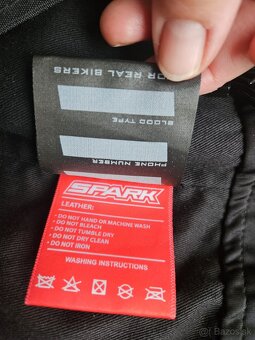 FOR REAL BIKERS
BLOOD TYPE
PHONE NUMBER
SPARK
LEATHER:
• DO NOT HAND OR MACHINE WASH
• DO NOT BLEACH
• DO NOT TUMBLE DRY
• DO NOT DRY CLEAN
• DO NOT IRON
WASHING INSTRUCTIONS
bazos.sk